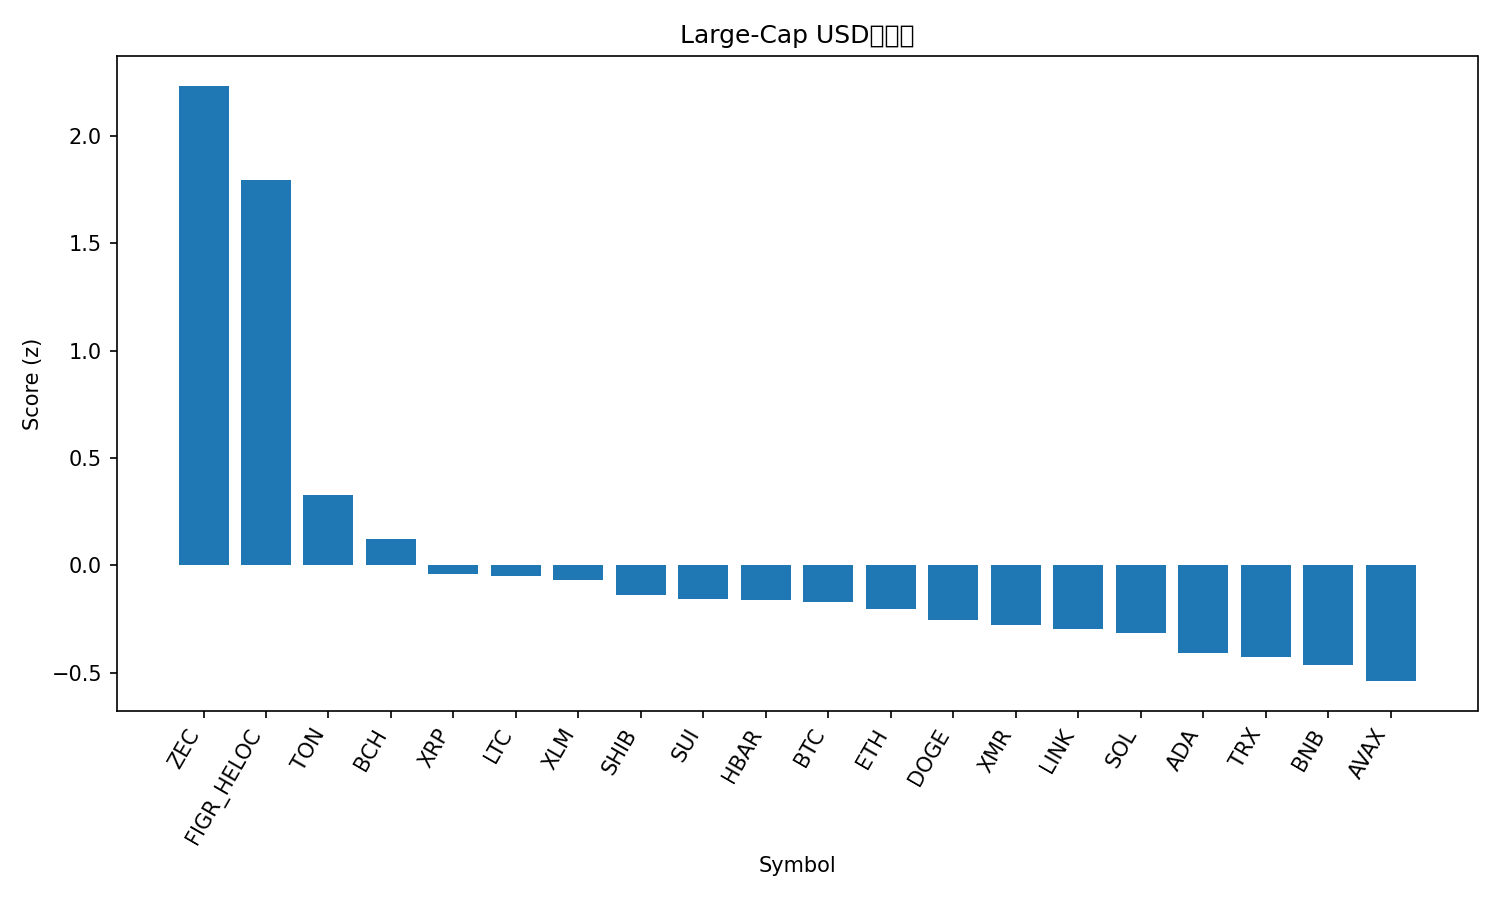 Large-Cap USD
2.0
1.5
1.0
0.5
0.0
−0.5
Score (z)
ZEC
FIGR_HELOC
TON
BCH
XRP
LTC
XLM
SHIB
SUI
HBAR
BTC
ETH
DOGE
XMR
LINK
SOL
ADA
TRX
BNB
AVAX
Symbol